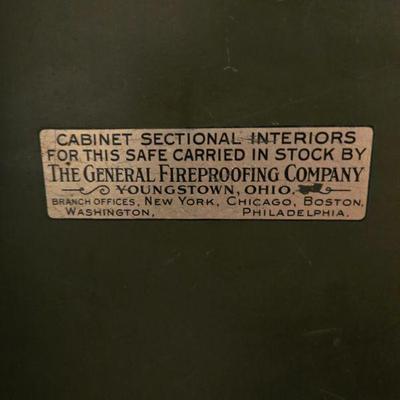 CABINET SECTIONAL INTERIORS
FOR THIS SAFE CARRIED IN STOCK BY
THE GENERAL FIREPROOFING COMPANY
YOUNGSTOWN, OHIO.
BRANCH OFFICES, NEW YORK, CHICAGO, BOSTON,
WASHINGTON, PHILADELPHIA.